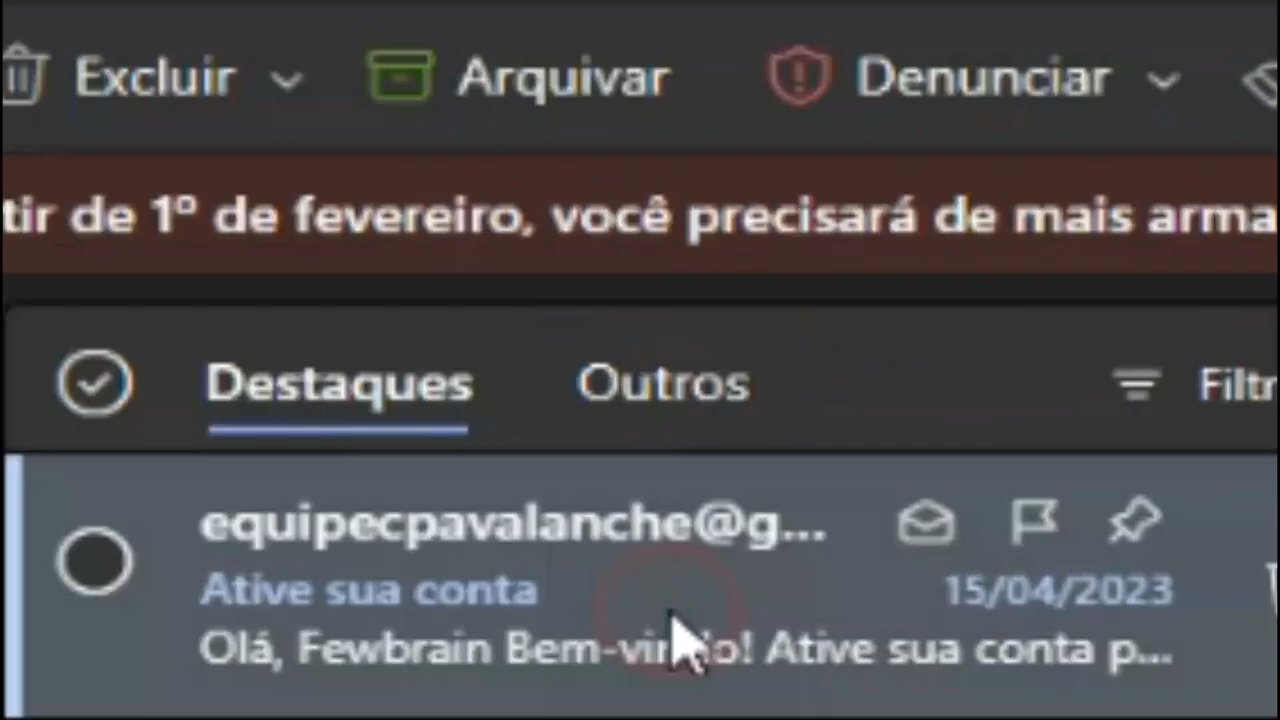 Excluir Arquivar Denunciar
tir de 1º de fevereiro, você precisará de mais arma
Destaques Outros Filtr
equipecpavalanche@g...
Ative sua conta 15/04/2023
Olá, Fewbrain Bem-vindo! Ative sua conta p...